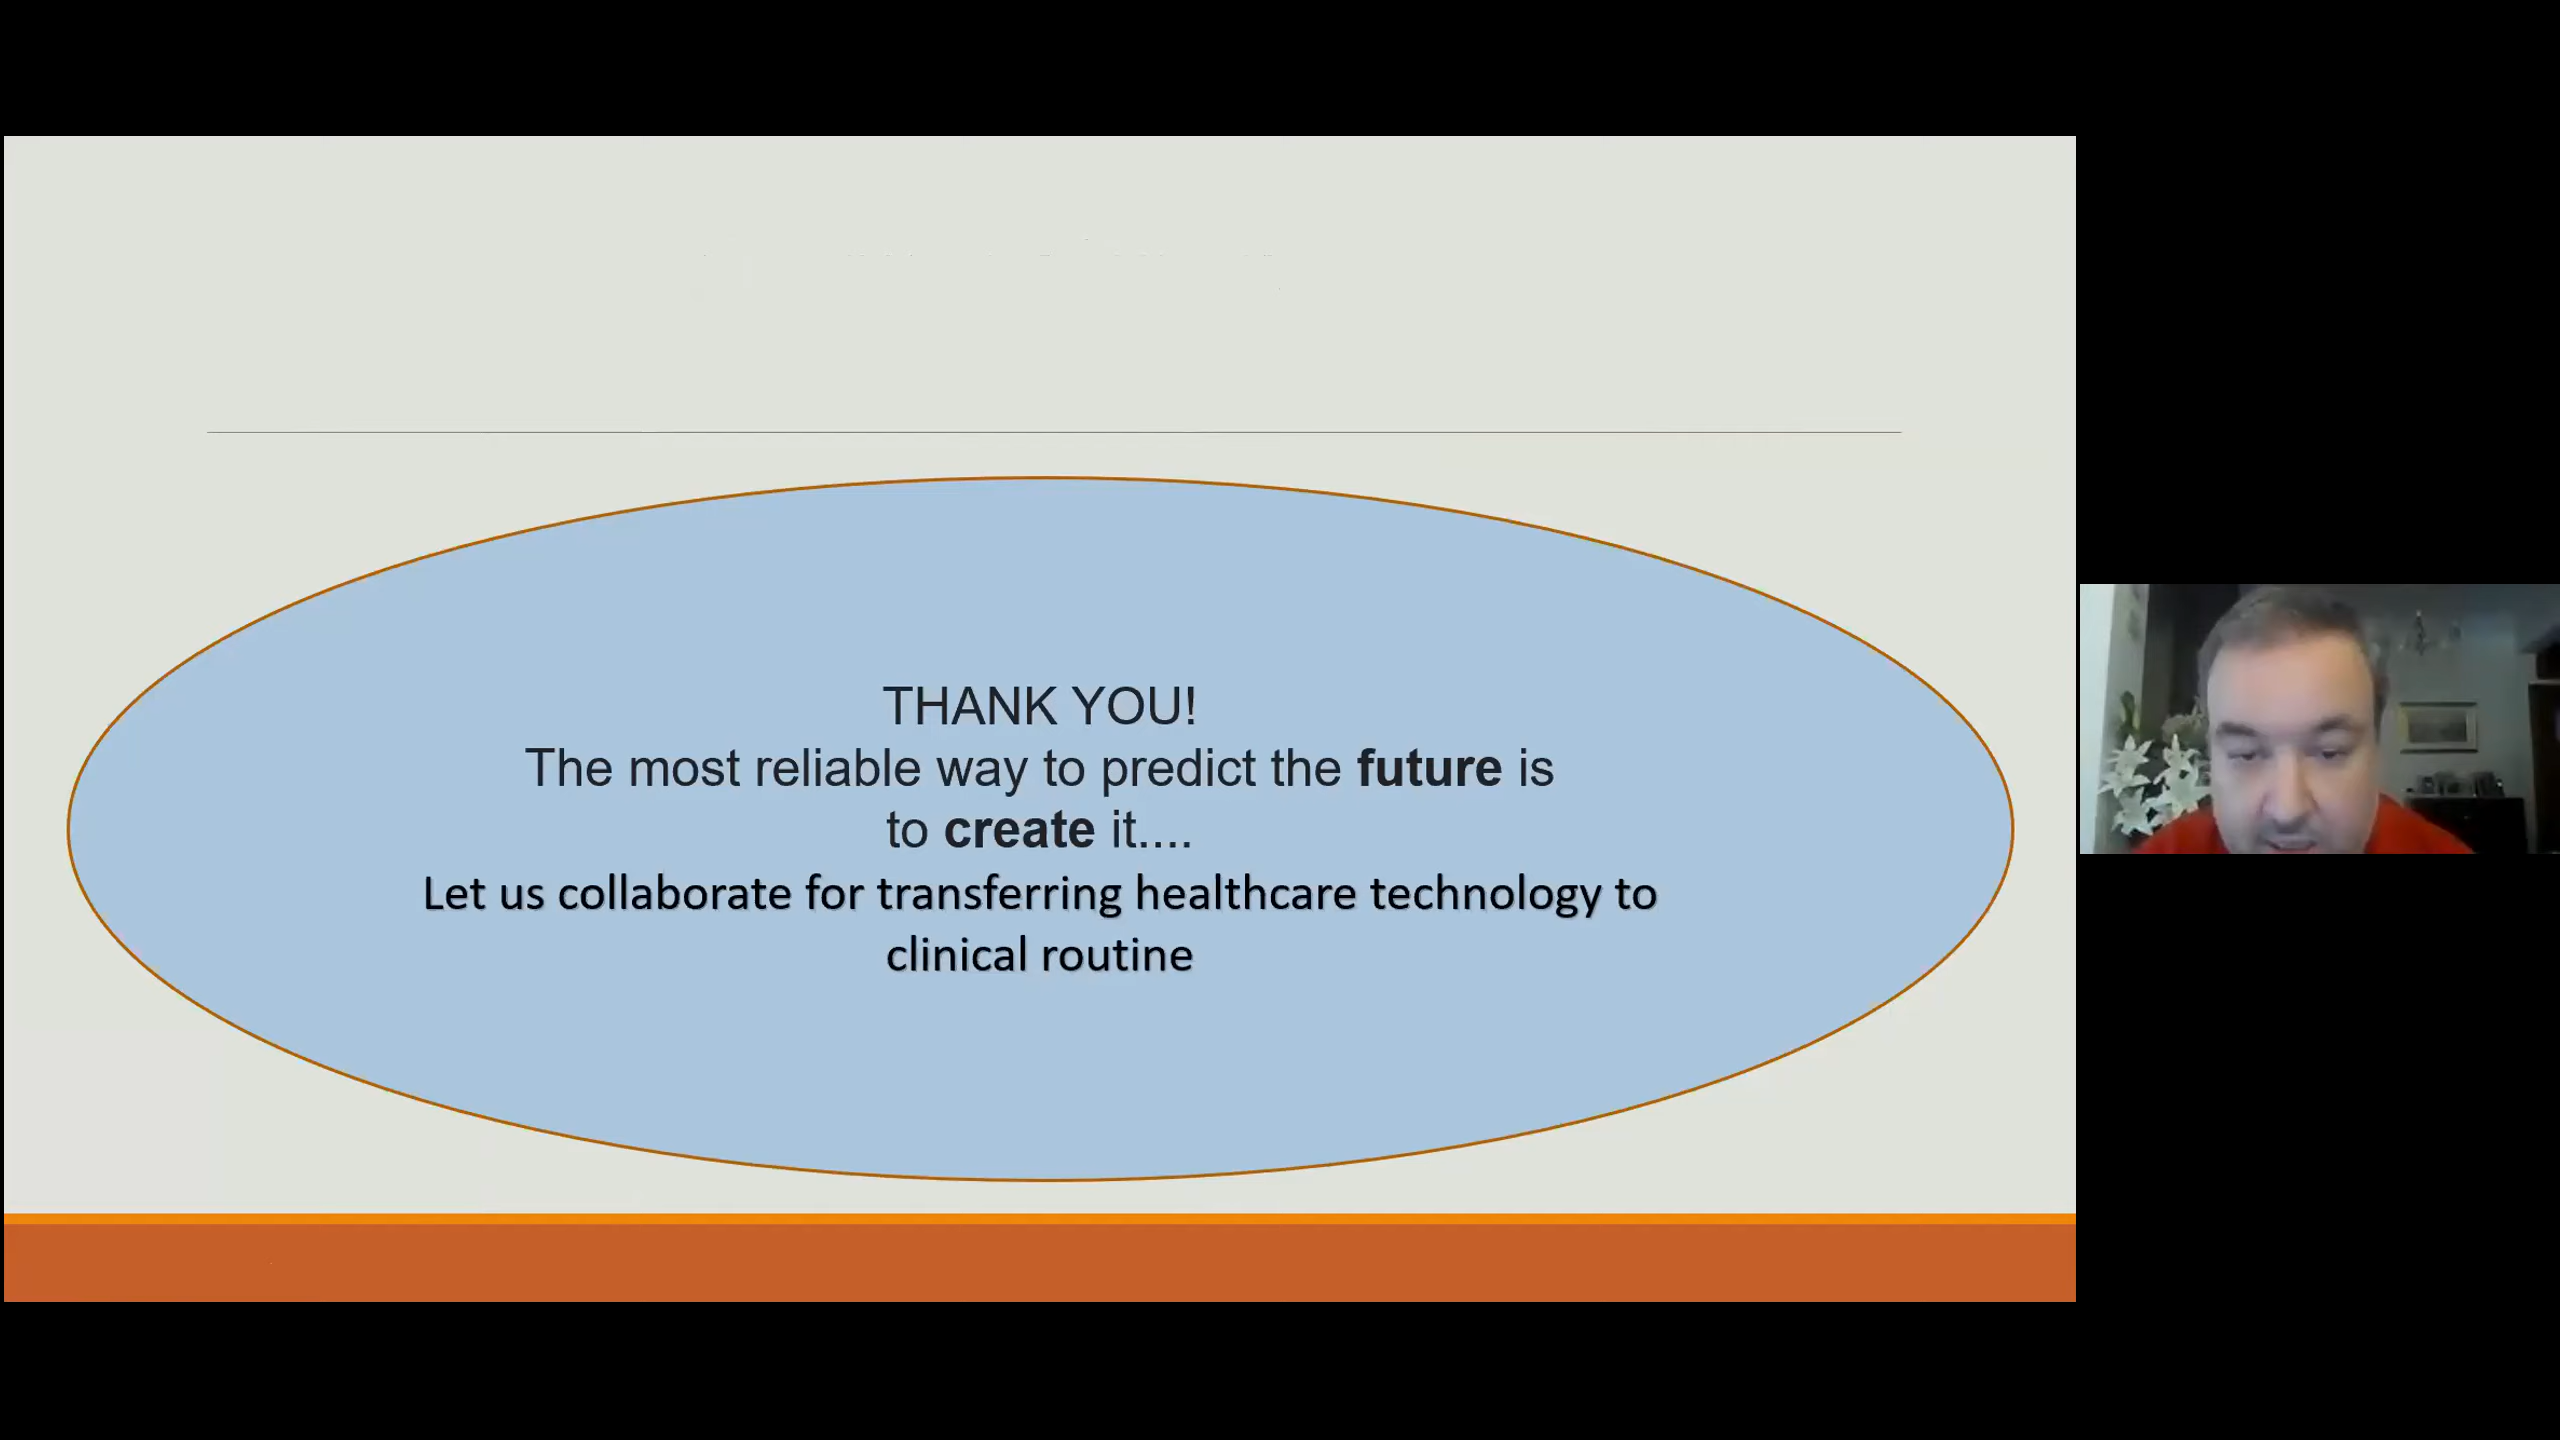 THANK YOU!
The most reliable way to predict the future is
to create it....
Let us collaborate for transferring healthcare technology to
clinical routine